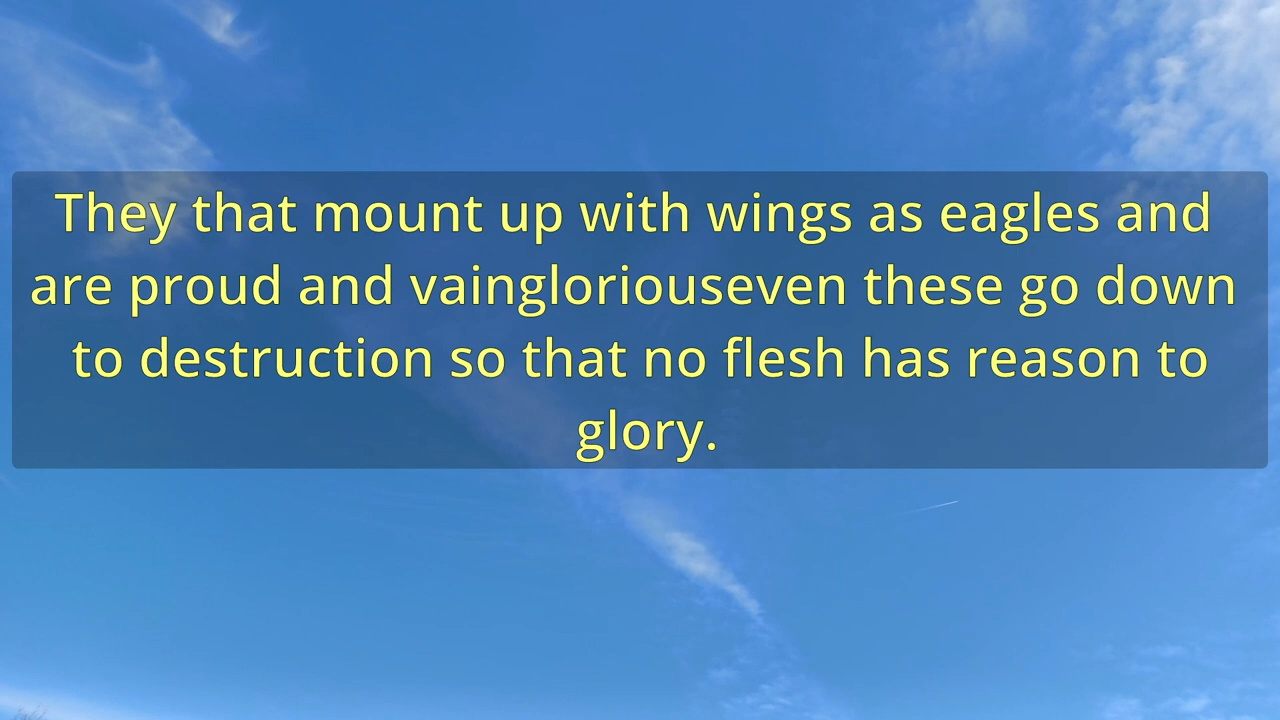 They that mount up with wings as eagles and
are proud and vaingloriouseven these go down
to destruction so that no flesh has reason to
glory.